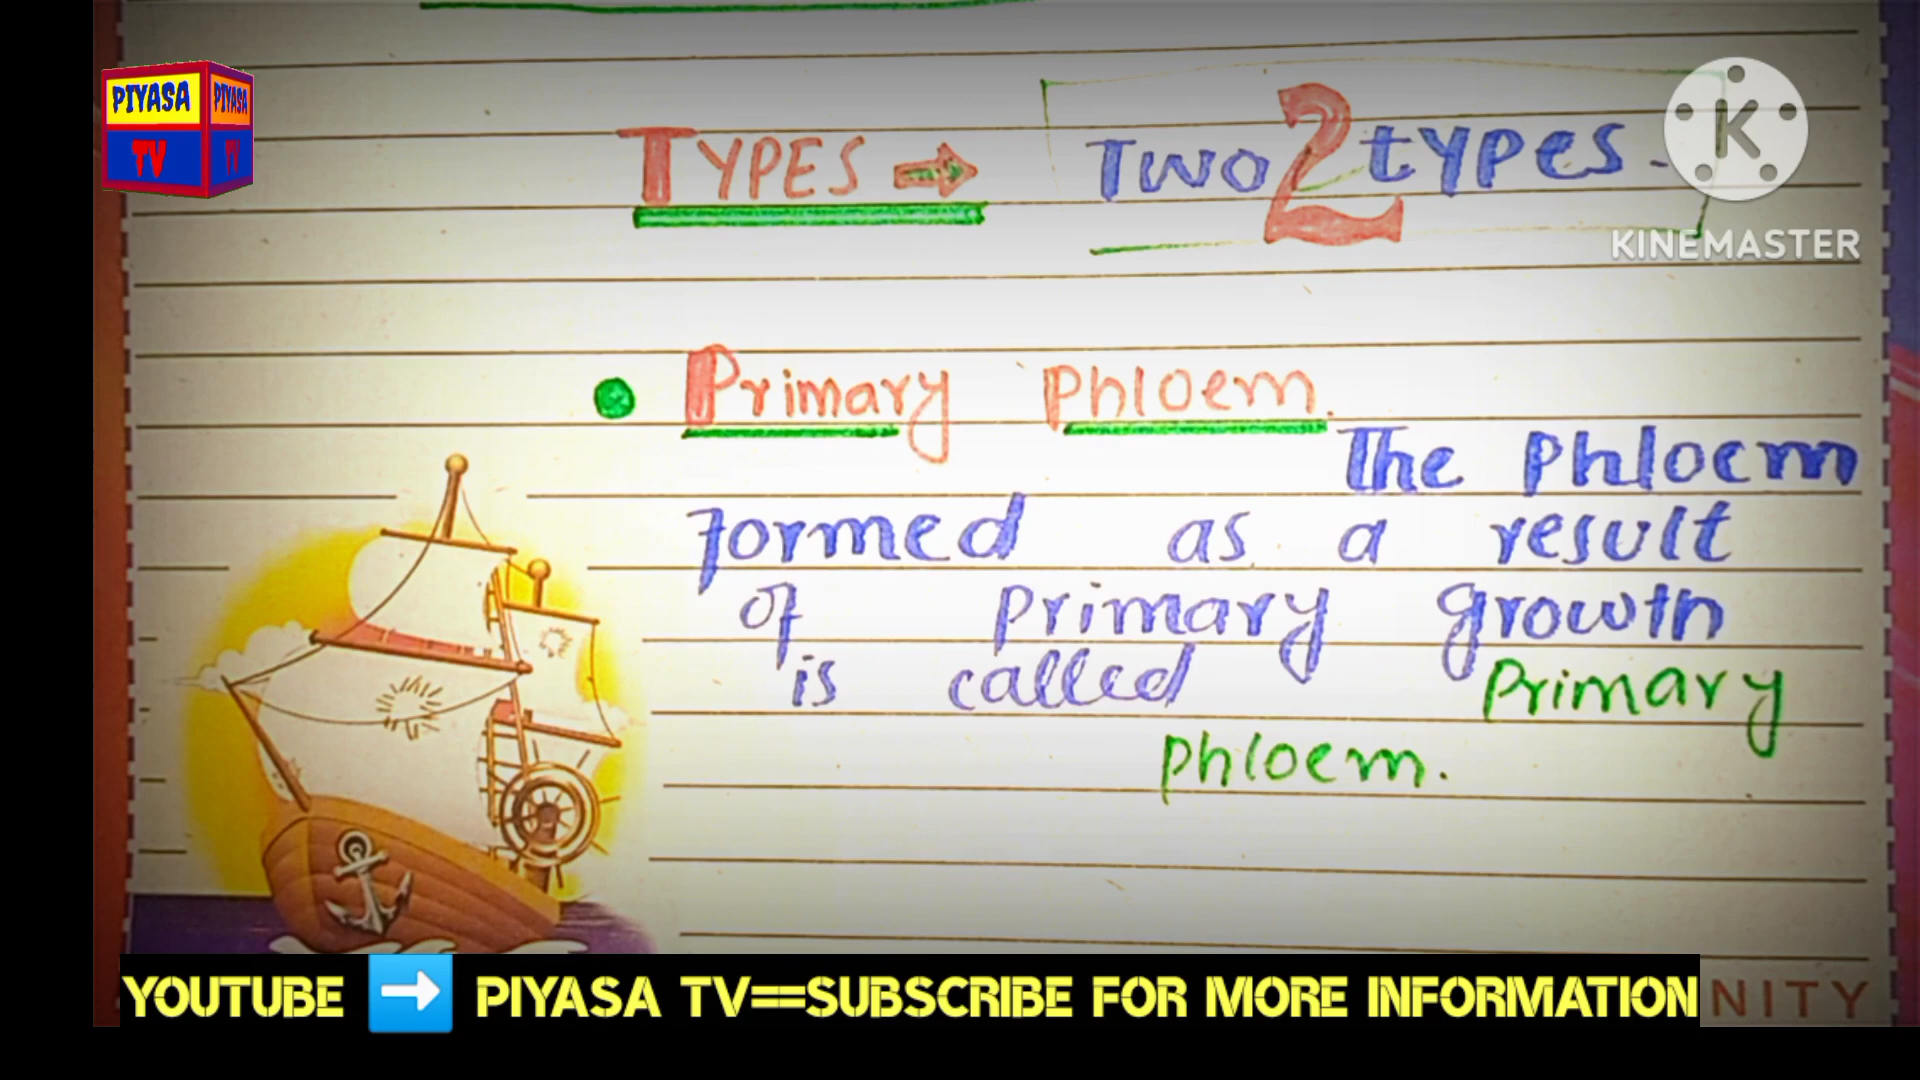 PIYASA PIYASA
TV TV
TYPES ⇒ Two 2 types.
K
KINEMASTER
Primary Phloem.
The Phloem
formed as a result
of primary growth
is called Primary
Phloem.
YOUTUBE ➡ PIYASA TV==SUBSCRIBE FOR MORE INFORMATION
NITY